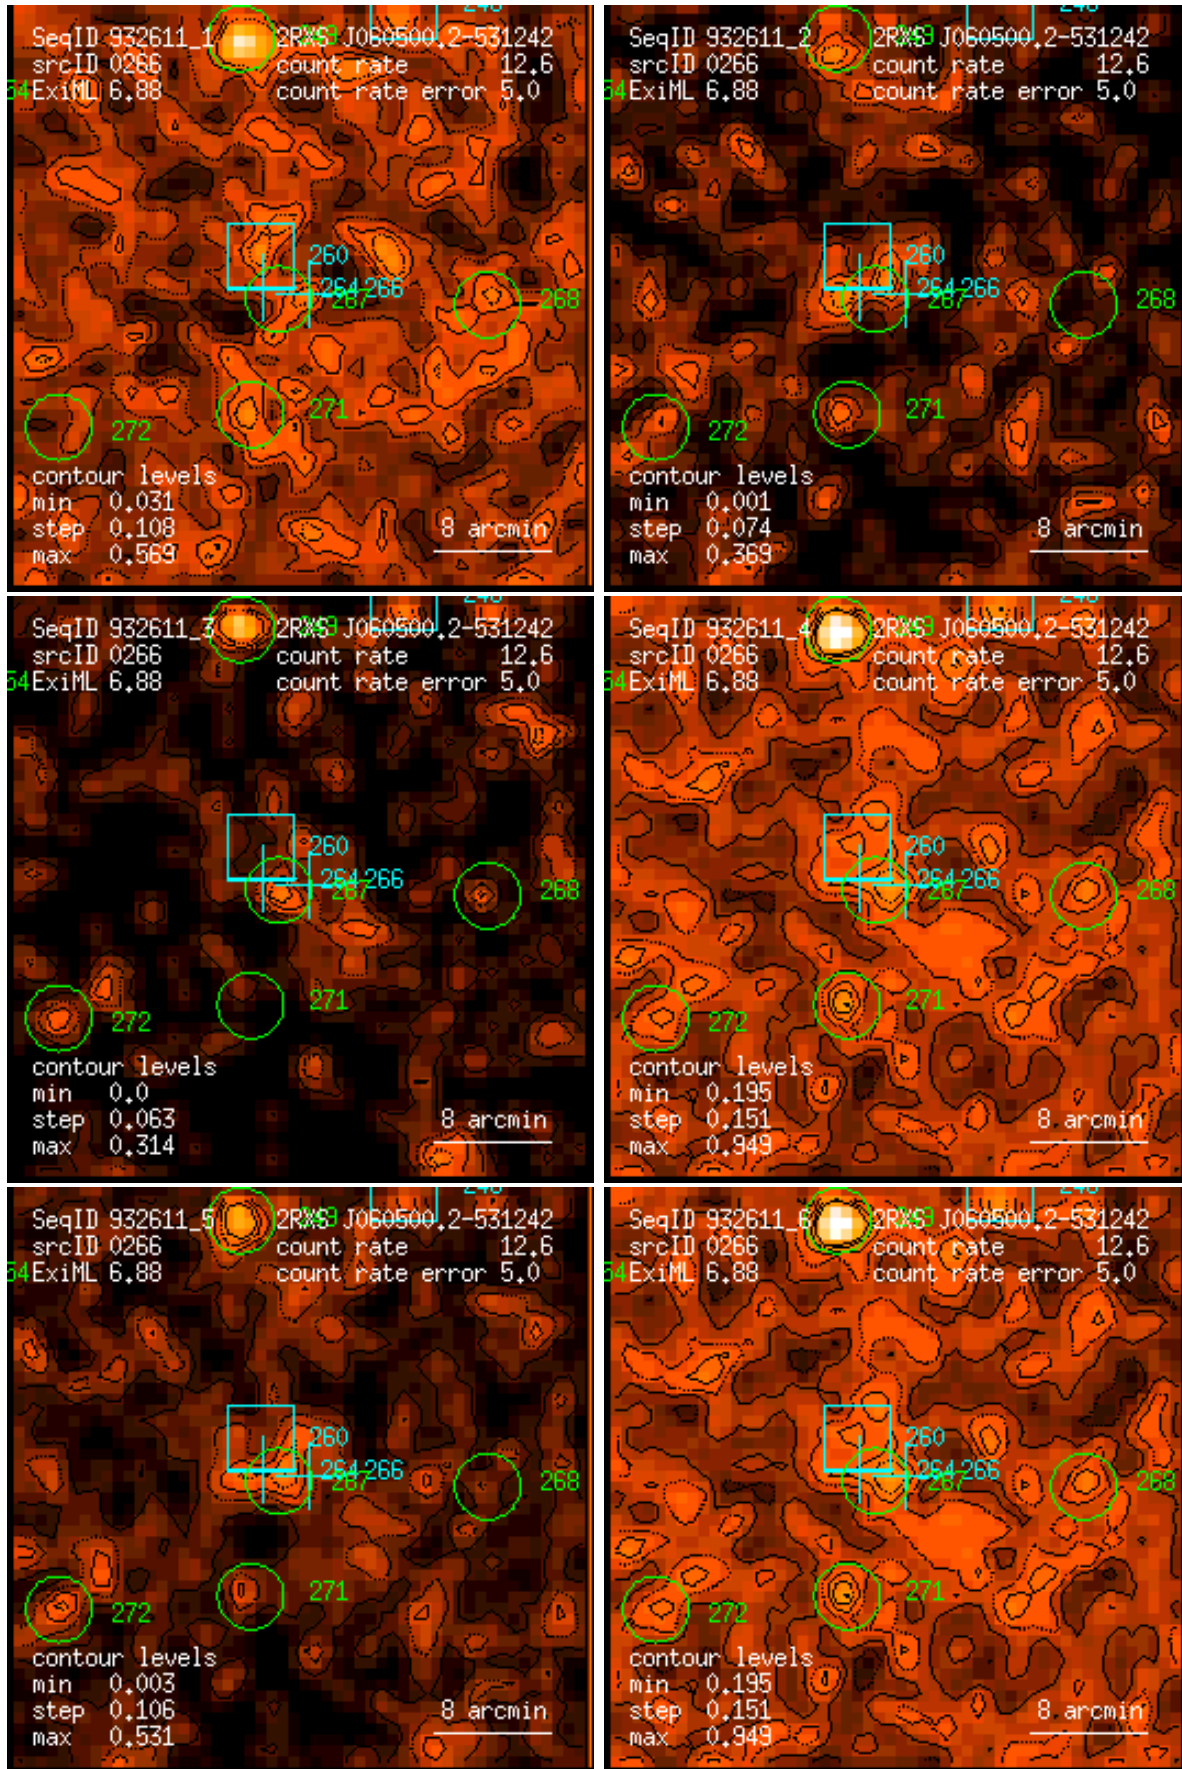 SeqID 932611_1 2RXS J060500.2-531242
srcID 0266 count rate 12.6
54 ExiML 6.88 count rate error 5.0
260
264 266
268
271
272
contour levels
min 0.031
step 0.108 8 arcmin
max 0.569
SeqID 932611_2 2RXS J060500.2-531242
srcID 0266 count rate 12.6
54 ExiML 6.88 count rate error 5.0
260
264 266
268
271
272
contour levels
min 0.001
step 0.074 8 arcmin
max 0.369
SeqID 932611_3 2RXS J060500.2-531242
srcID 0266 count rate 12.6
54 ExiML 6.88 count rate error 5.0
260
264 266
268
271
272
contour levels
min 0.0
step 0.063 8 arcmin
max 0.314
SeqID 932611_4 2RXS J060500.2-531242
srcID 0266 count rate 12.6
54 ExiML 6.88 count rate error 5.0
260
264 266
268
271
272
contour levels
min 0.195
step 0.151 8 arcmin
max 0.949
SeqID 932611_5 2RXS J060500.2-531242
srcID 0266 count rate 12.6
54 ExiML 6.88 count rate error 5.0
260
264 266
268
271
272
contour levels
min 0.003
step 0.106 8 arcmin
max 0.531
SeqID 932611_6 2RXS J060500.2-531242
srcID 0266 count rate 12.6
54 ExiML 6.88 count rate error 5.0
260
264 266
268
271
272
contour levels
min 0.195
step 0.151 8 arcmin
max 0.949